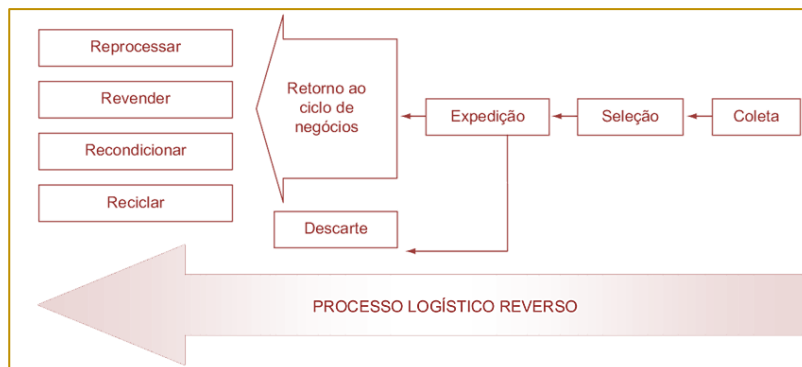 Reprocessar
Revender
Recondicionar
Reciclar
Retorno ao
ciclo de
negócios
Descarte
Expedição
Seleção
Coleta
PROCESSO LOGÍSTICO REVERSO